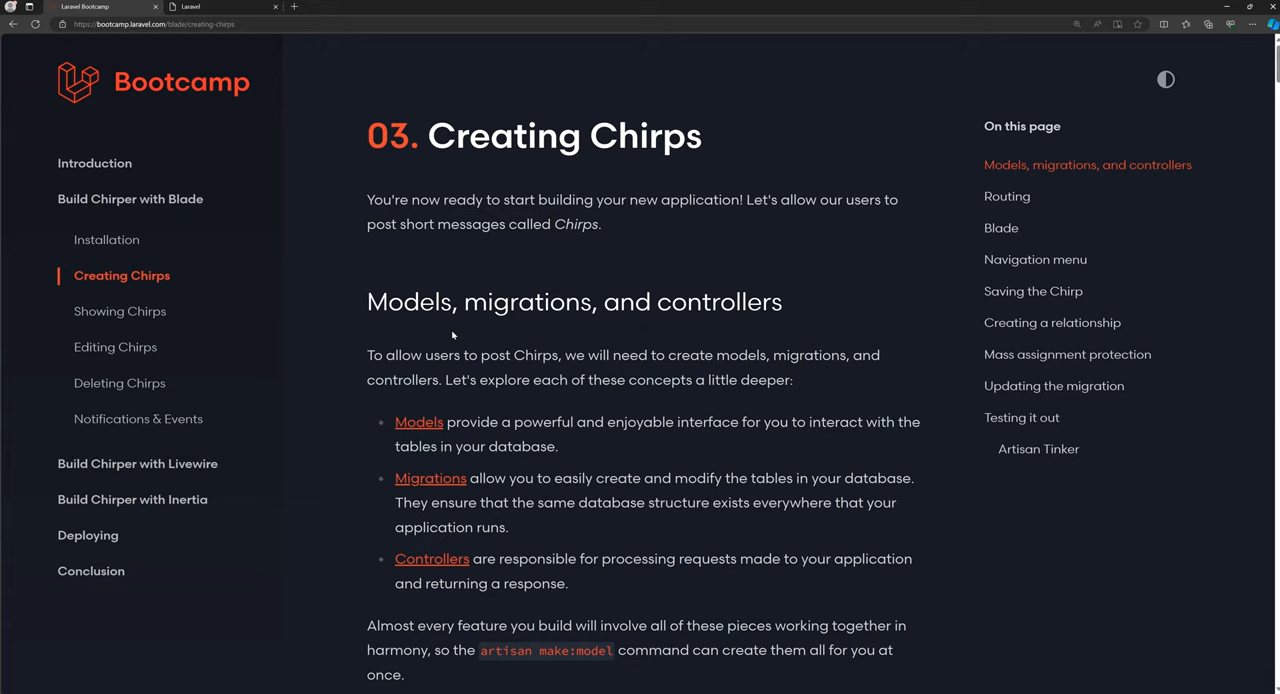 Laravel Bootcamp
Laravel
https://bootcamp.laravel.com/blade/creating-chirps
Bootcamp
Introduction
Build Chirper with Blade
Installation
Creating Chirps
Showing Chirps
Editing Chirps
Deleting Chirps
Notifications & Events
Build Chirper with Livewire
Build Chirper with Inertia
Deploying
Conclusion
03. Creating Chirps
You're now ready to start building your new application! Let's allow our users to
post short messages called Chirps.
Models, migrations, and controllers
To allow users to post Chirps, we will need to create models, migrations, and
controllers. Let's explore each of these concepts a little deeper:
Models provide a powerful and enjoyable interface for you to interact with the
tables in your database.
Migrations allow you to easily create and modify the tables in your database.
They ensure that the same database structure exists everywhere that your
application runs.
Controllers are responsible for processing requests made to your application
and returning a response.
Almost every feature you build will involve all of these pieces working together in
harmony, so the artisan make:model command can create them all for you at
once.
On this page
Models, migrations, and controllers
Routing
Blade
Navigation menu
Saving the Chirp
Creating a relationship
Mass assignment protection
Updating the migration
Testing it out
Artisan Tinker